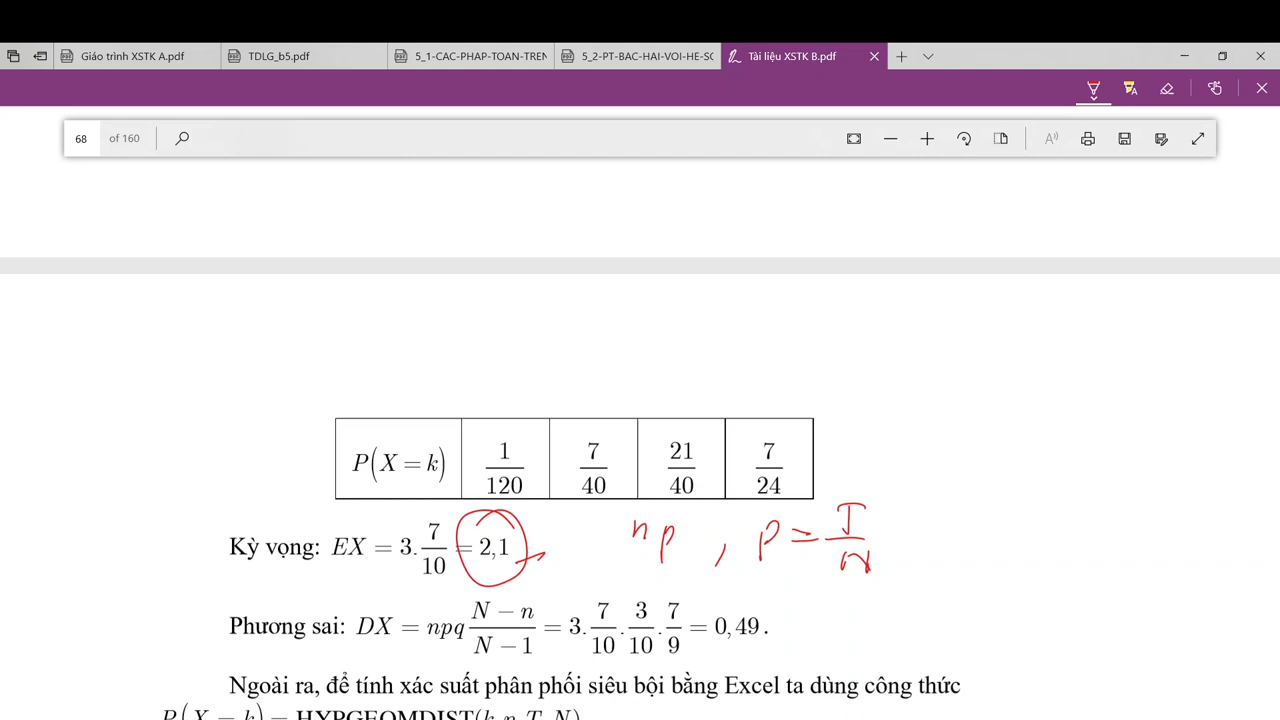 Giáo trình XSTK A.pdf TDLG_b5.pdf 5_1-CAC-PHAP-TOAN-TREN 5_2-PT-BAC-HAI-VOI-HE-SO Tài liệu XSTK B.pdf
68 of 160
P(X = k) 1/120 7/40 21/40 7/24
np , p = T/N
Kỳ vọng: EX = 3.7/10 = 2,1
Phương sai: DX = npq N − n/N − 1 = 3.7/10.3/10.7/9 = 0,49.
Ngoài ra, để tính xác suất phân phối siêu bội bằng Excel ta dùng công thức
P(X = k) = HYPGEOMDIST(k, n, T, N)